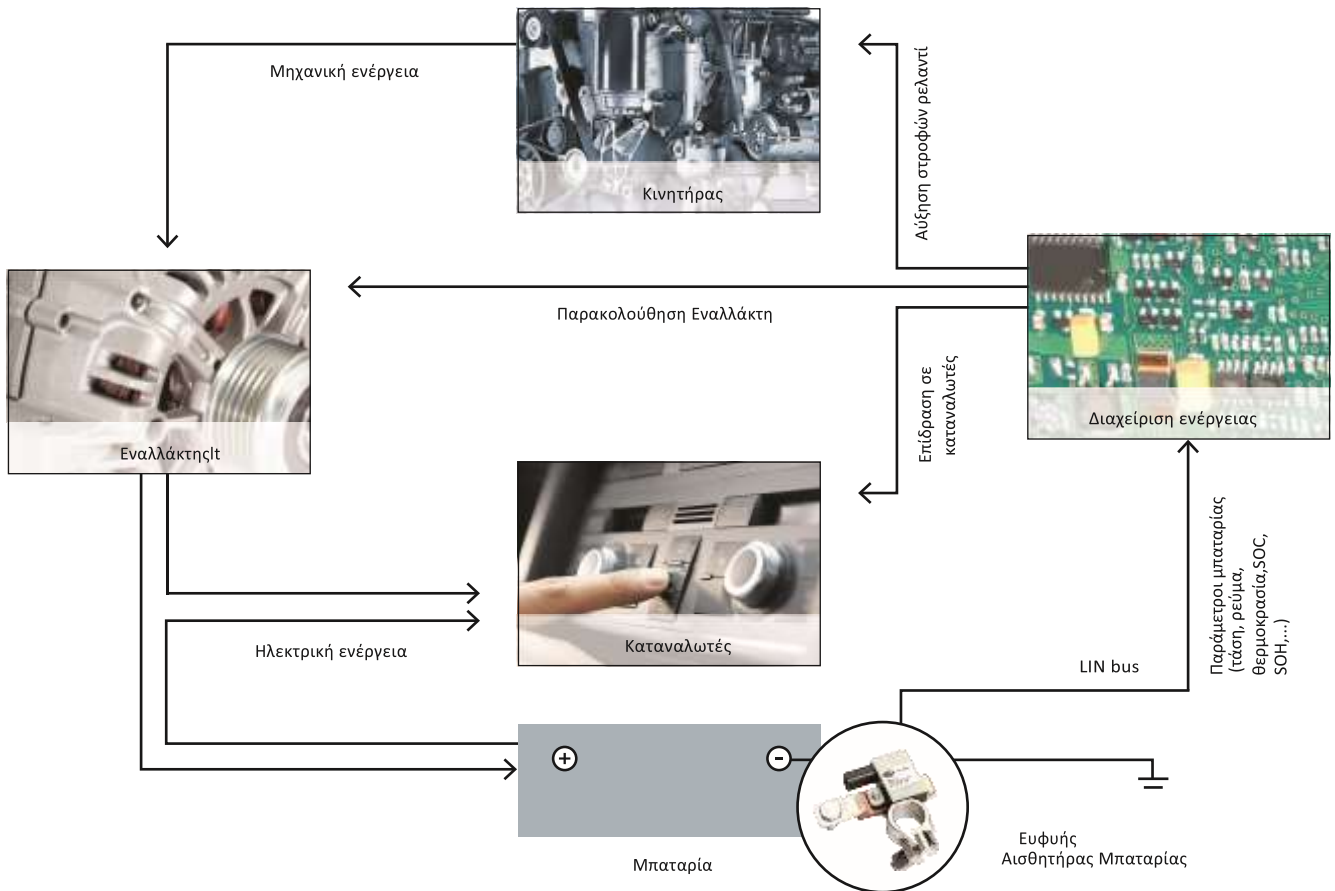 Μηχανική ενέργεια
Κινητήρας
Αύξηση στροφών ρελαντί
Παρακολούθηση Εναλλάκτη
Εναλλάκτηςlt
Επίδραση σε
καταναλωτές
Διαχείριση ενέργειας
Καταναλωτές
Ηλεκτρική ενέργεια
Παράμετροι μπαταρίας
(τάση, ρεύμα,
θερμοκρασία,SOC,
SOH,...)
LIN bus
+
-
Μπαταρία
Ευφυής
Αισθητήρας Μπαταρίας